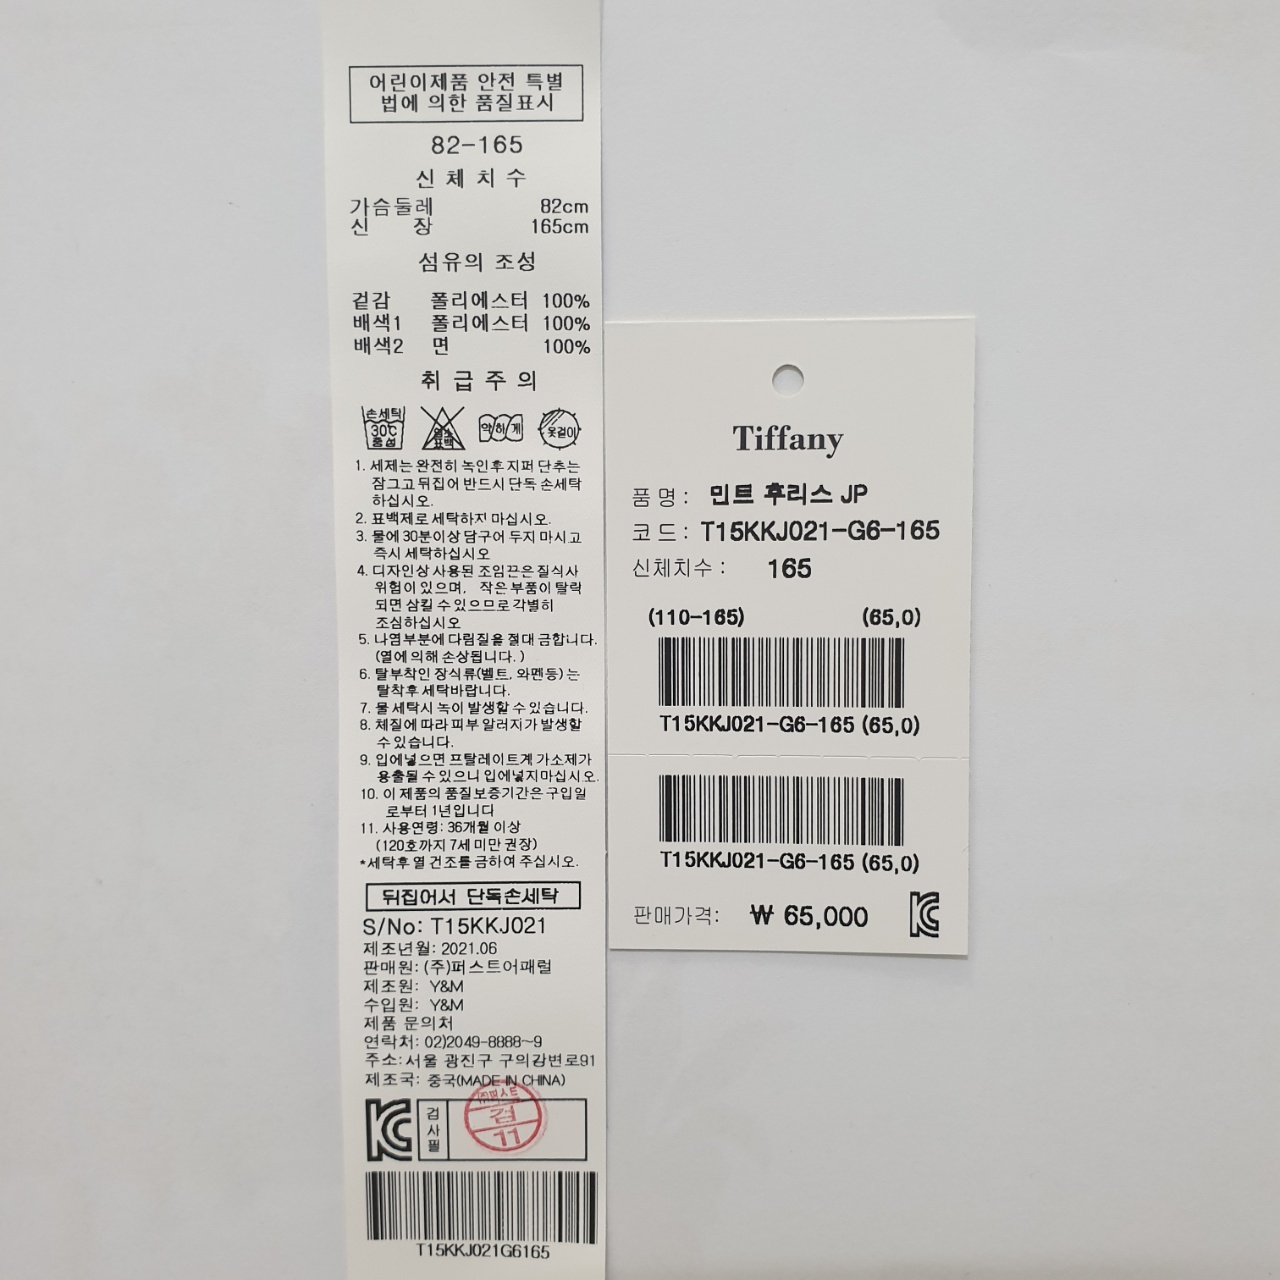 어린이제품 안전 특별
법에 의한 품질표시
82-165
신 체 치 수
가슴둘레 82cm
신 장 165cm
섬유의 조성
겉감 폴리에스터 100%
배색1 폴리에스터 100%
배색2 면 100%
취 급 주 의
손세탁
30℃
중성
염소
표백
약하게
옷걸이
1. 세제는 완전히 녹인후 지퍼 단추는
잠그고 뒤집어 반드시 단독 손세탁
하십시오.
2. 표백제로 세탁하지 마십시오.
3. 물에 30분이상 담구어 두지 마시고
즉시 세탁하십시오
4. 디자인상 사용된 조임끈은 질식사
위험이 있으며, 작은 부품이 탈락
되면 삼킬 수 있으므로 각별히
조심하십시오
5. 나염부분에 다림질을 절대 금합니다.
(열에 의해 손상됩니다. )
6. 탈부착인 장식류(벨트, 와펜등) 는
탈착후 세탁바랍니다.
7. 물 세탁시 녹이 발생할 수 있습니다.
8. 체질에 따라 피부 알러지가 발생할
수 있습니다.
9. 입에넣으면 프탈레이트계 가소제가
용출될 수 있으니 입에넣지마십시오.
10. 이 제품의 품질보증기간은 구입일
로부터 1년입니다
11. 사용연령: 36개월 이상
(120호까지 7세 미만 권장)
*세탁후 열 건조를 금하여 주십시오.
뒤집어서 단독손세탁
S/No: T15KKJ021
제조년월: 2021.06
판매원: (주)퍼스트어패럴
제조원: Y&M
수입원: Y&M
제품 문의처
연락처: 02)2049-8888~9
주소: 서울 광진구 구의강변로91
제조국: 중국(MADE IN CHINA)
KC 검사필
㈜퍼스트
검
11
T15KKJ021G6165
Tiffany
품 명 : 민트 후리스 JP
코 드 : T15KKJ021-G6-165
신체치수 : 165
(110-165) (65,0)
T15KKJ021-G6-165 (65,0)
T15KKJ021-G6-165 (65,0)
판매가격: ₩ 65,000 KC